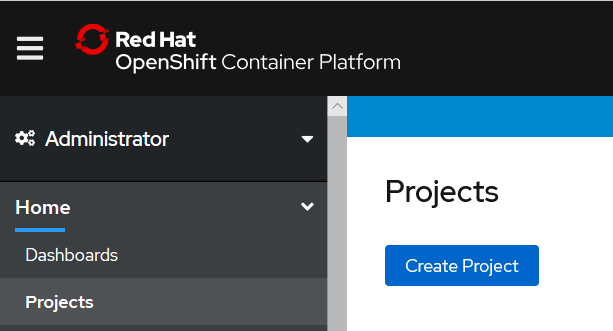 Red Hat
OpenShift Container Platform
Administrator
Home
Dashboards
Projects
Projects
Create Project